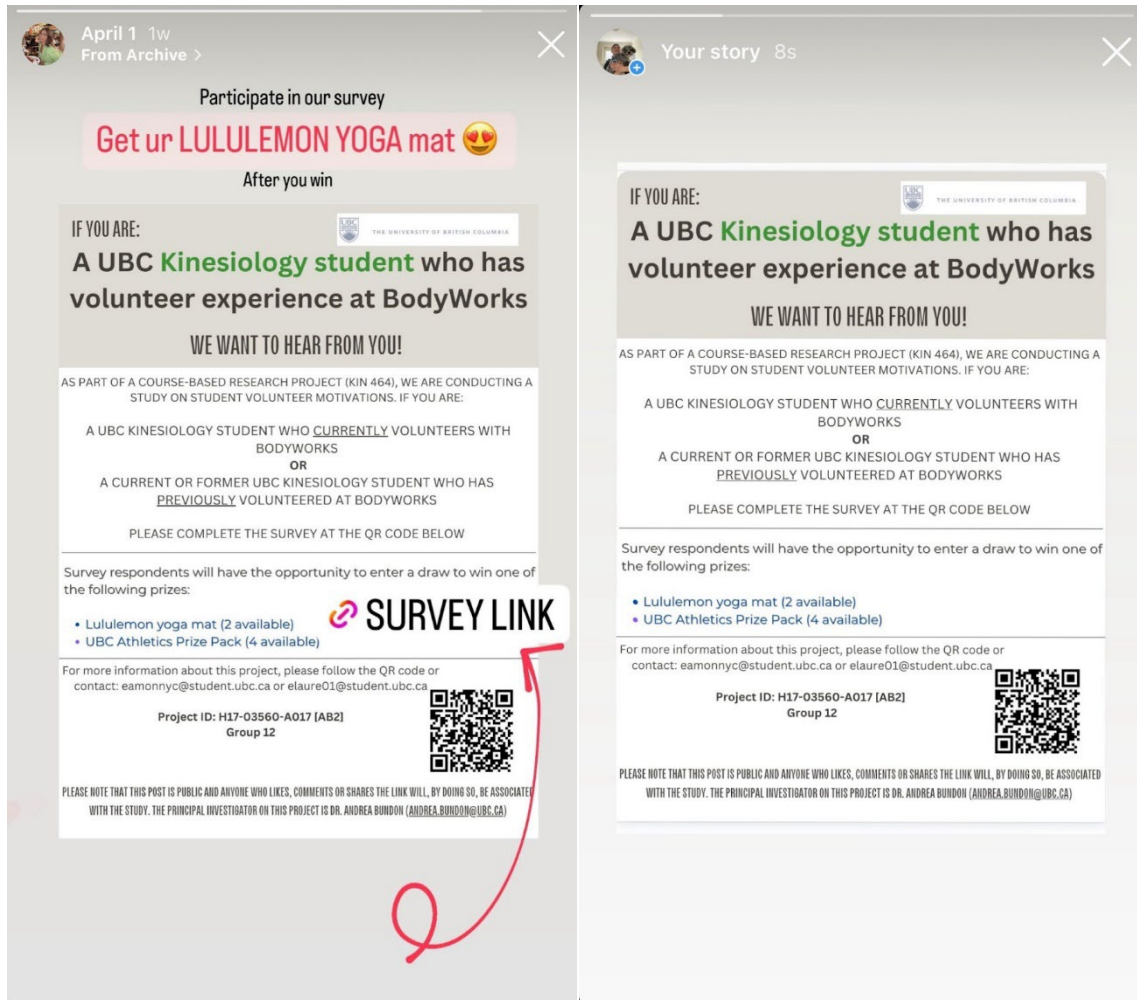 April 1 1w
From Archive >
Participate in our survey
Get ur LULULEMON YOGA mat 😍
After you win
IF YOU ARE:
UBC
THE UNIVERSITY OF BRITISH COLUMBIA
A UBC Kinesiology student who has
volunteer experience at BodyWorks
WE WANT TO HEAR FROM YOU!
AS PART OF A COURSE-BASED RESEARCH PROJECT (KIN 464), WE ARE CONDUCTING A
STUDY ON STUDENT VOLUNTEER MOTIVATIONS. IF YOU ARE:
A UBC KINESIOLOGY STUDENT WHO CURRENTLY VOLUNTEERS WITH
BODYWORKS
OR
A CURRENT OR FORMER UBC KINESIOLOGY STUDENT WHO HAS
PREVIOUSLY VOLUNTEERED AT BODYWORKS
PLEASE COMPLETE THE SURVEY AT THE QR CODE BELOW
Survey respondents will have the opportunity to enter a draw to win one of
the following prizes:
• Lululemon yoga mat (2 available)
• UBC Athletics Prize Pack (4 available)
SURVEY LINK
For more information about this project, please follow the QR code or
contact: eamonnyc@student.ubc.ca or elaure01@student.ubc.ca
Project ID: H17-03560-A017 [AB2]
Group 12
PLEASE NOTE THAT THIS POST IS PUBLIC AND ANYONE WHO LIKES, COMMENTS OR SHARES THE LINK WILL, BY DOING SO, BE ASSOCIATED
WITH THE STUDY. THE PRINCIPAL INVESTIGATOR ON THIS PROJECT IS DR. ANDREA BUNDON (ANDREA.BUNDON@UBC.CA)
Your story 8s
IF YOU ARE:
UBC
THE UNIVERSITY OF BRITISH COLUMBIA
A UBC Kinesiology student who has
volunteer experience at BodyWorks
WE WANT TO HEAR FROM YOU!
AS PART OF A COURSE-BASED RESEARCH PROJECT (KIN 464), WE ARE CONDUCTING A
STUDY ON STUDENT VOLUNTEER MOTIVATIONS. IF YOU ARE:
A UBC KINESIOLOGY STUDENT WHO CURRENTLY VOLUNTEERS WITH
BODYWORKS
OR
A CURRENT OR FORMER UBC KINESIOLOGY STUDENT WHO HAS
PREVIOUSLY VOLUNTEERED AT BODYWORKS
PLEASE COMPLETE THE SURVEY AT THE QR CODE BELOW
Survey respondents will have the opportunity to enter a draw to win one of
the following prizes:
• Lululemon yoga mat (2 available)
• UBC Athletics Prize Pack (4 available)
For more information about this project, please follow the QR code or
contact: eamonnyc@student.ubc.ca or elaure01@student.ubc.ca
Project ID: H17-03560-A017 [AB2]
Group 12
PLEASE NOTE THAT THIS POST IS PUBLIC AND ANYONE WHO LIKES, COMMENTS OR SHARES THE LINK WILL, BY DOING SO, BE ASSOCIATED
WITH THE STUDY. THE PRINCIPAL INVESTIGATOR ON THIS PROJECT IS DR. ANDREA BUNDON (ANDREA.BUNDON@UBC.CA)